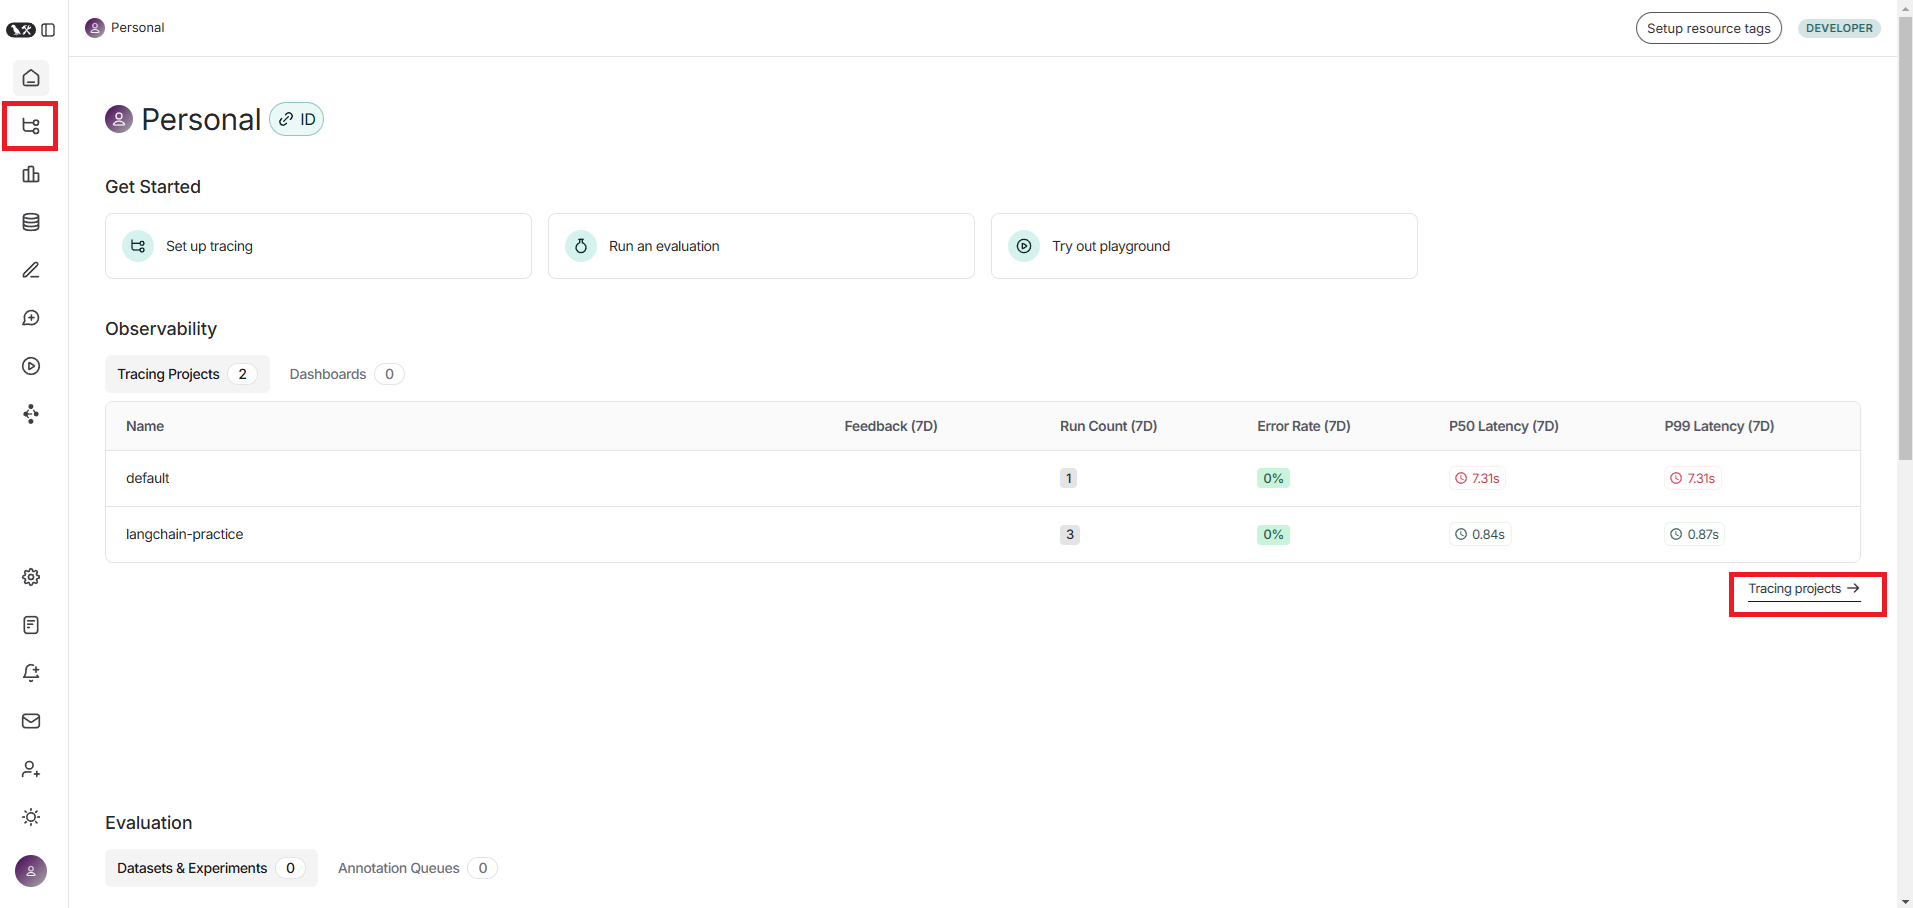 Personal
Setup resource tags
DEVELOPER
Personal
ID
Get Started
Set up tracing
Run an evaluation
Try out playground
Observability
Tracing Projects 2
Dashboards 0
Name Feedback (7D) Run Count (7D) Error Rate (7D) P50 Latency (7D) P99 Latency (7D)
default 1 0% 7.31s 7.31s
langchain-practice 3 0% 0.84s 0.87s
Tracing projects →
Evaluation
Datasets & Experiments 0
Annotation Queues 0